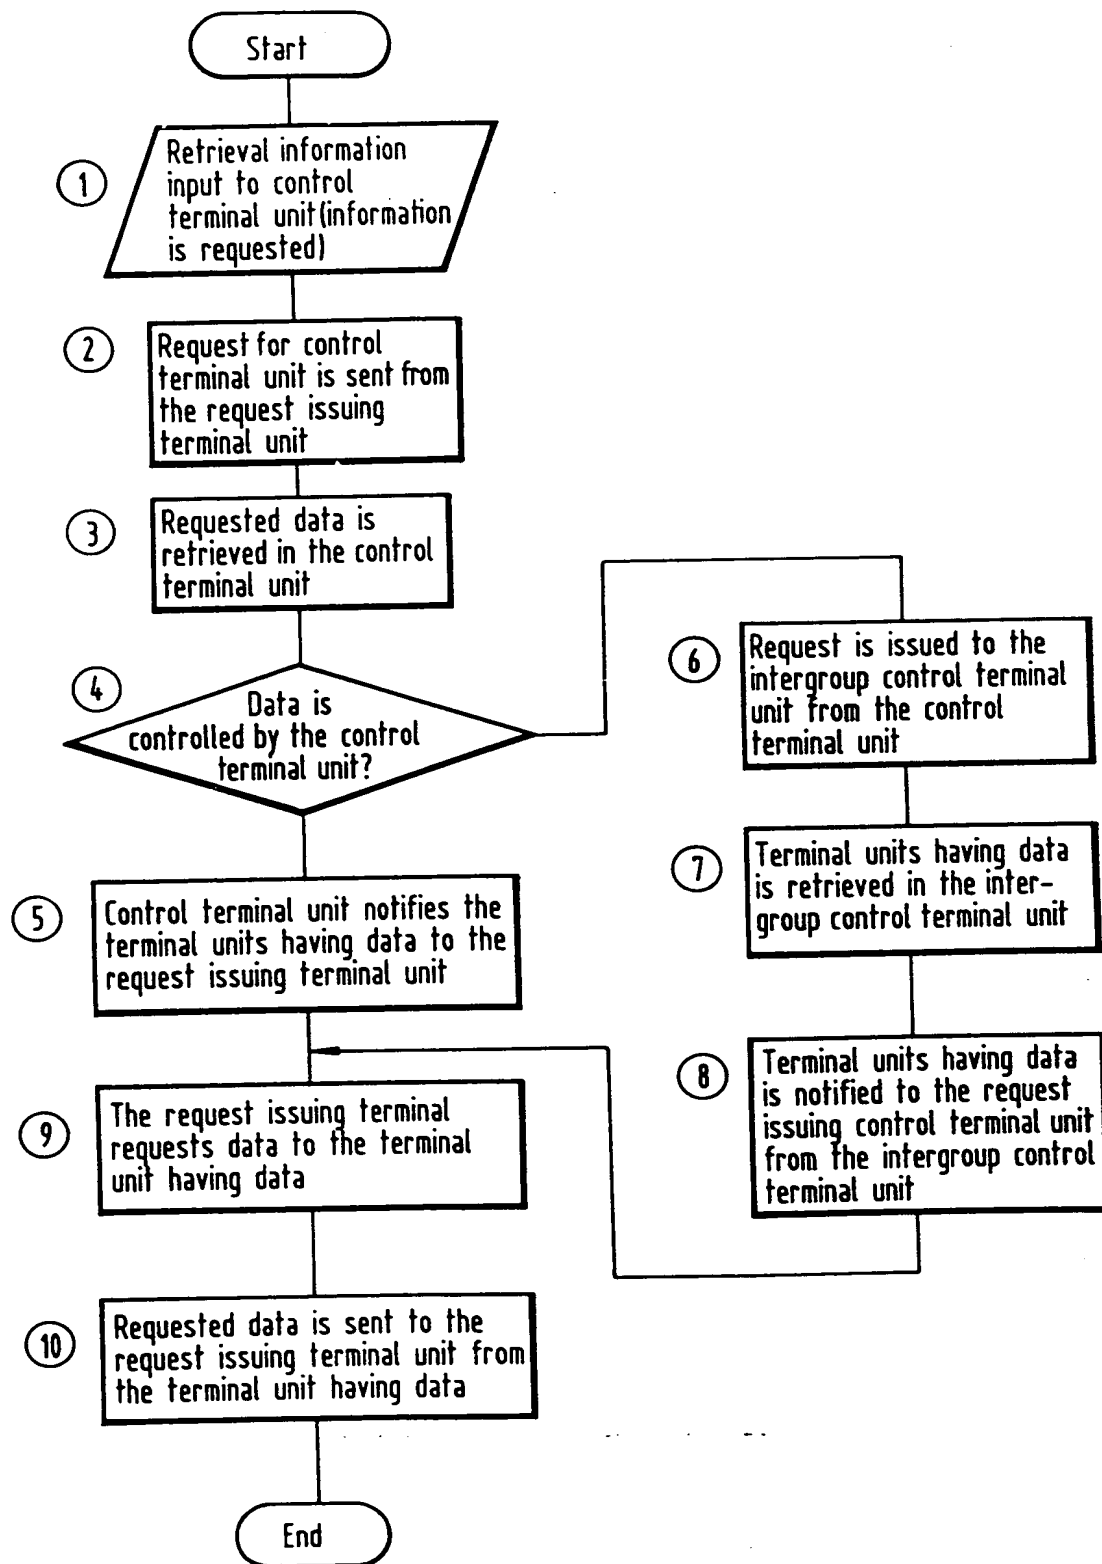 Start
1
Retrieval information
input to control
terminal unit(information
is requested)
2
Request for control
terminal unit is sent from
the request issuing
terminal unit
3
Requested data is
retrieved in the control
terminal unit
4
Data is
controlled by the control
terminal unit?
5
Control terminal unit notifies the
terminal units having data to the
request issuing terminal unit
6
Request is issued to the
intergroup control terminal
unit from the control
terminal unit
7
Terminal units having data
is retrieved in the inter-
group control terminal unit
8
Terminal units having data
is notified to the request
issuing control terminal unit
from the intergroup control
terminal unit
9
The request issuing terminal
requests data to the terminal
unit having data
10
Requested data is sent to the
request issuing terminal unit from
the terminal unit having data
End